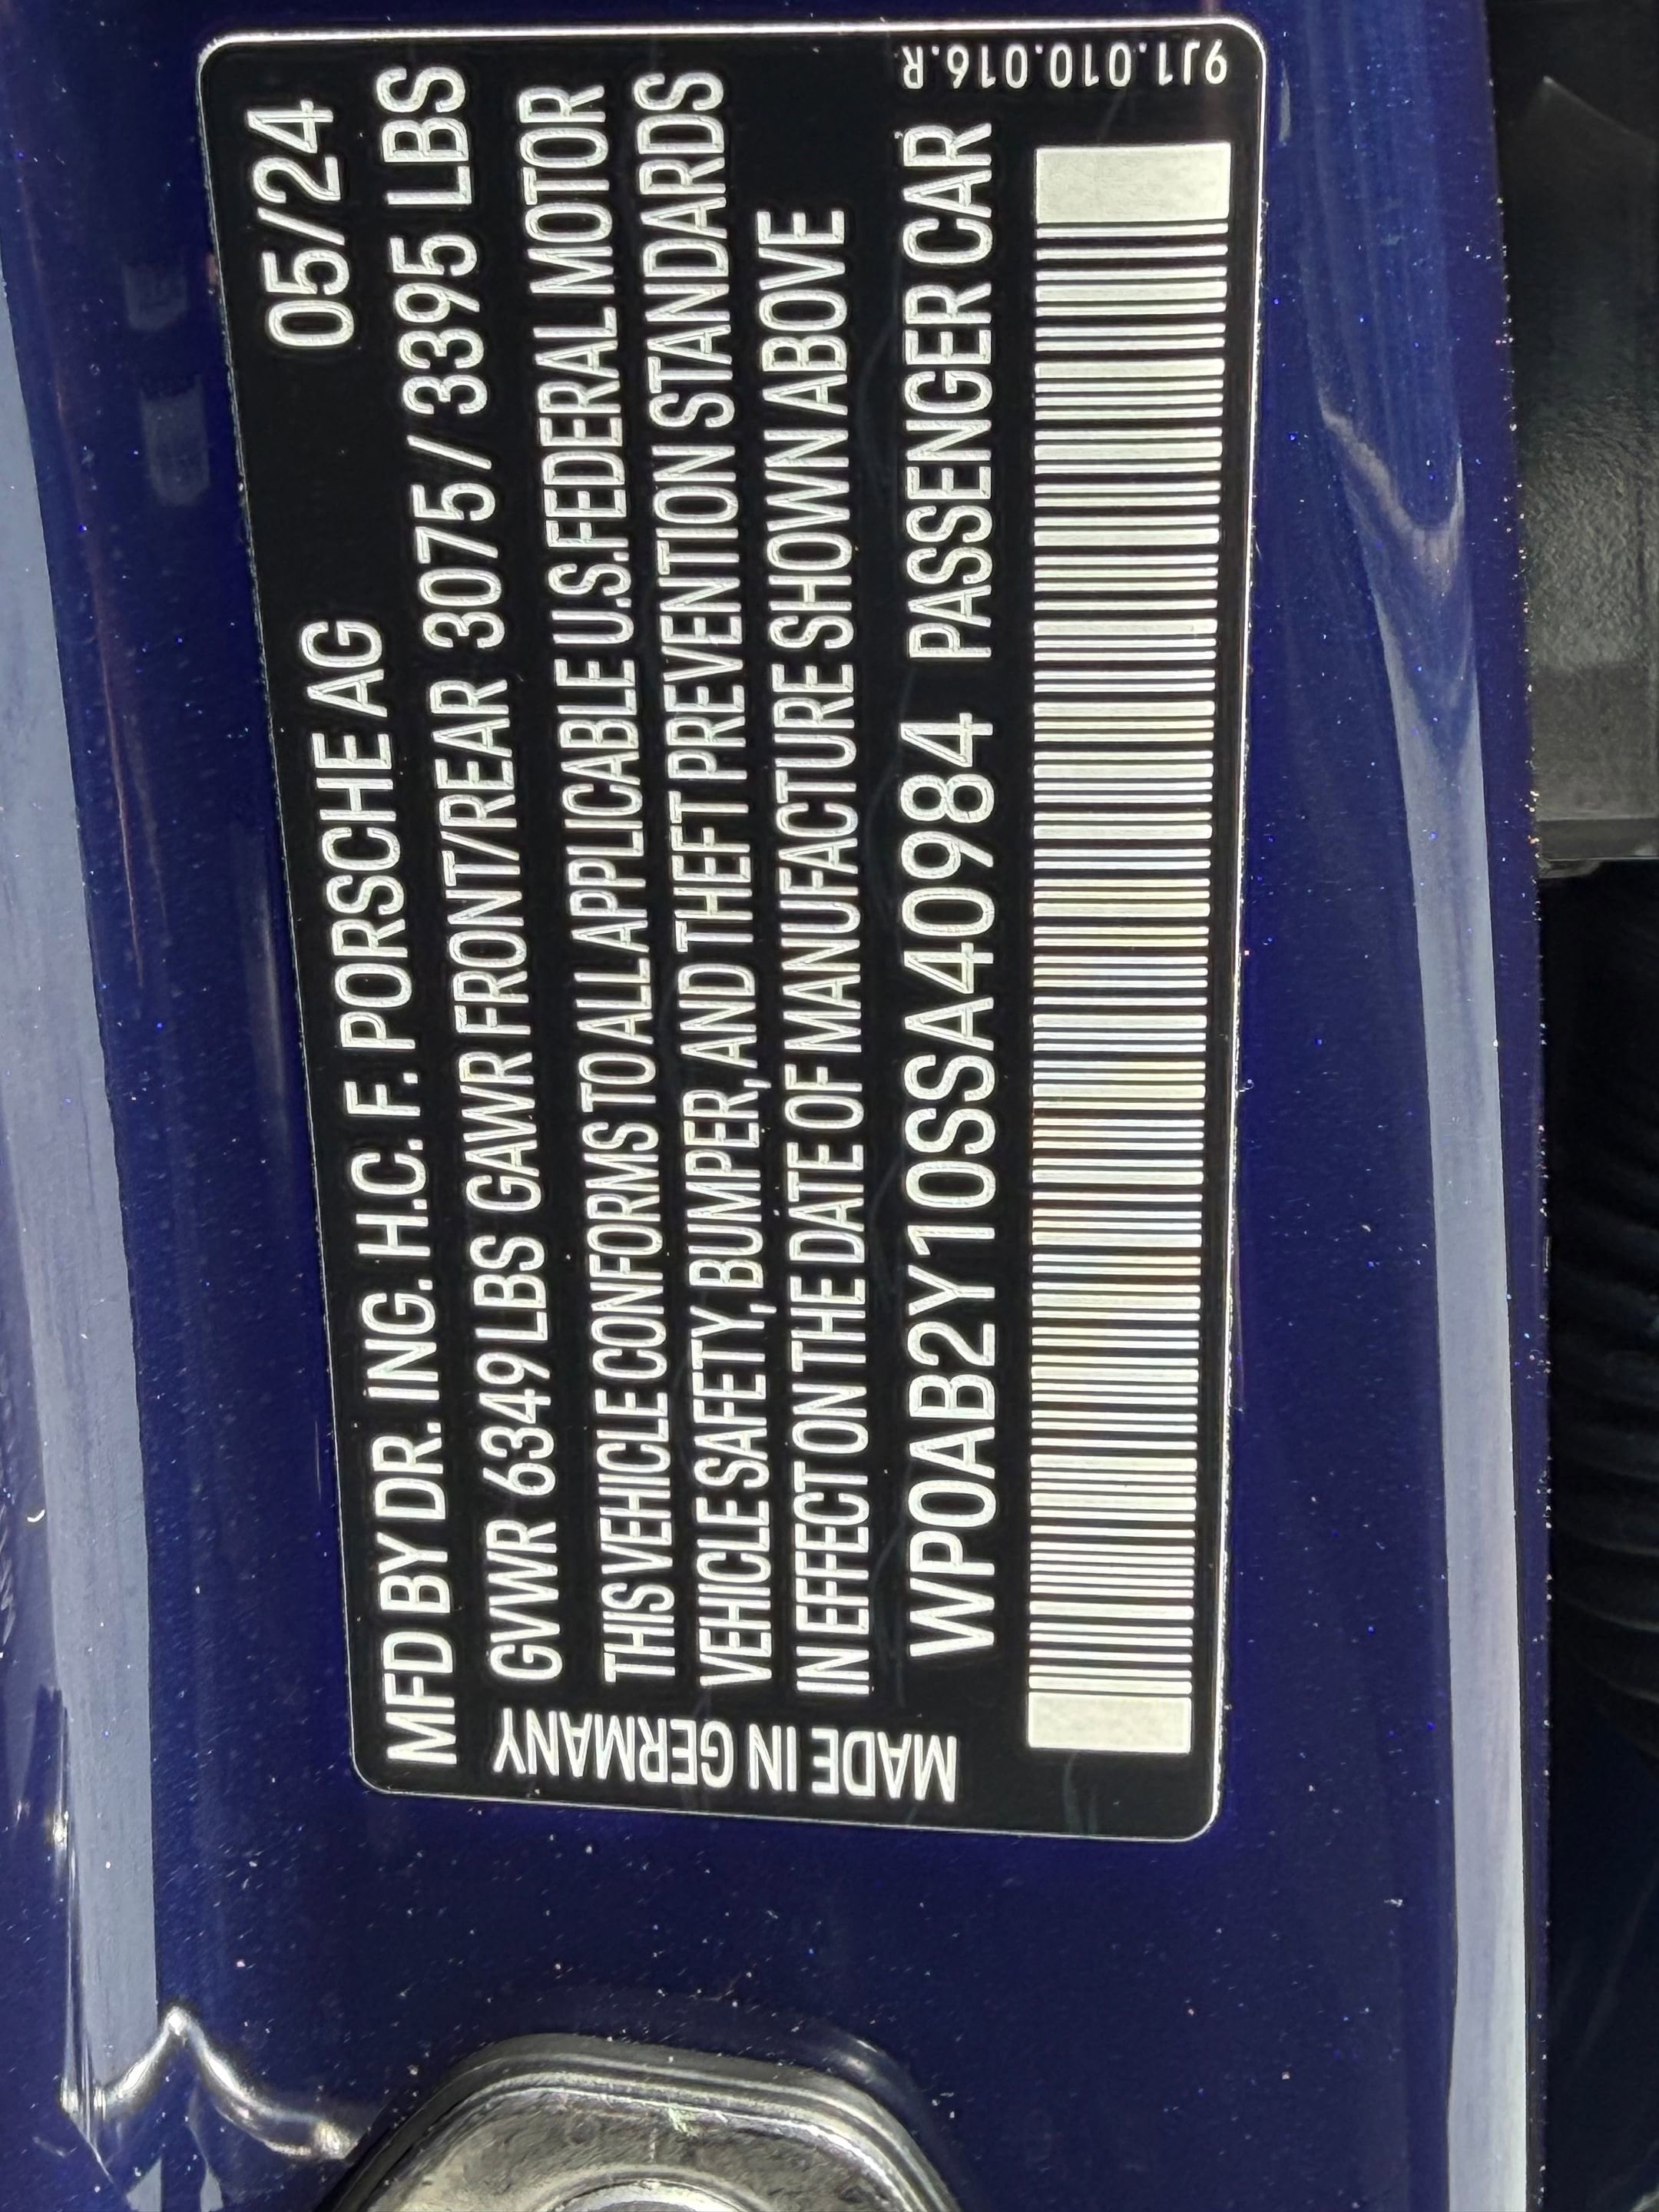 MFD BY DR. ING. H.C. F. PORSCHE AG 05/24
GVWR 6349 LBS GAWR FRONT/REAR 3075 / 3395 LBS
THIS VEHICLE CONFORMS TO ALL APPLICABLE U.S.FEDERAL MOTOR
VEHICLE SAFETY, BUMPER, AND THEFT PREVENTION STANDARDS
IN EFFECT ON THE DATE OF MANUFACTURE SHOWN ABOVE
WP0AB2Y10SSA40984 PASSENGER CAR
MADE IN GERMANY
9J1.010.016.R